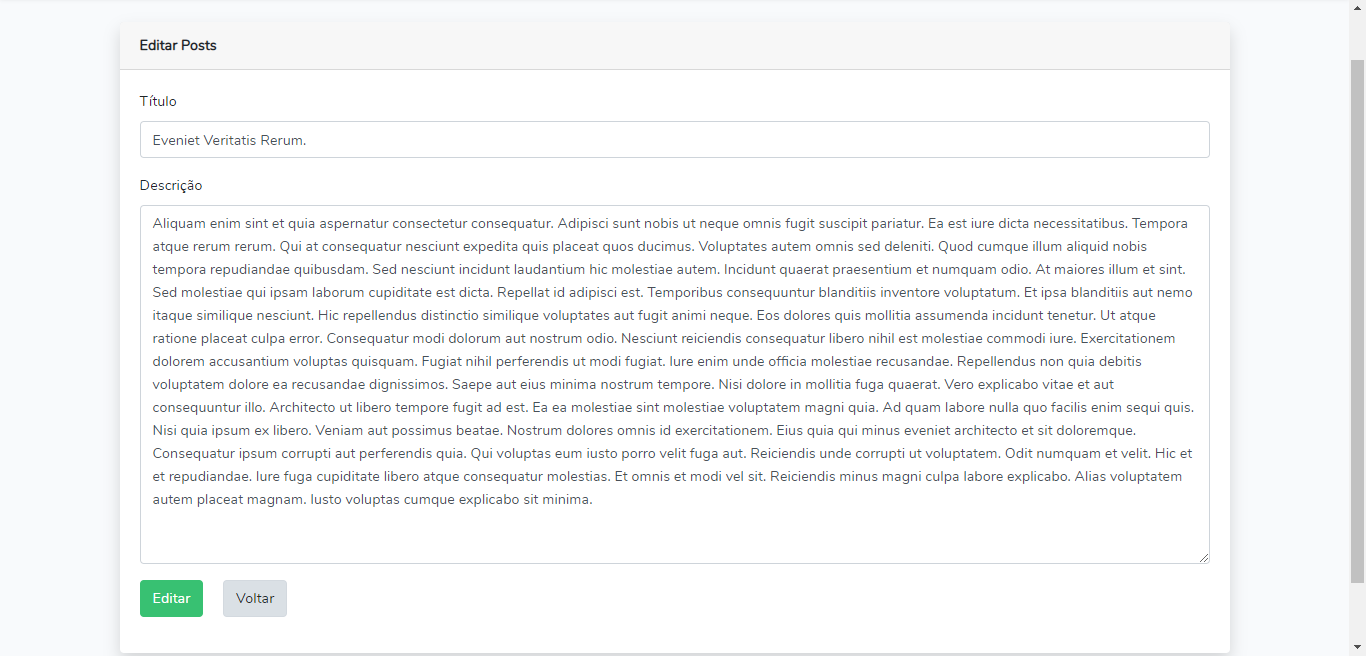 Editar Posts
Título
Eveniet Veritatis Rerum.
Descrição
Aliquam enim sint et quia aspernatur consectetur consequatur. Adipisci sunt nobis ut neque omnis fugit suscipit pariatur. Ea est iure dicta necessitatibus. Tempora
atque rerum rerum. Qui at consequatur nesciunt expedita quis placeat quos ducimus. Voluptates autem omnis sed deleniti. Quod cumque illum aliquid nobis
tempora repudiandae quibusdam. Sed nesciunt incidunt laudantium hic molestiae autem. Incidunt quaerat praesentium et numquam odio. At maiores illum et sint.
Sed molestiae qui ipsam laborum cupiditate est dicta. Repellat id adipisci est. Temporibus consequuntur blanditiis inventore voluptatum. Et ipsa blanditiis aut nemo
itaque similique nesciunt. Hic repellendus distinctio similique voluptates aut fugit animi neque. Eos dolores quis mollitia assumenda incidunt tenetur. Ut atque
ratione placeat culpa error. Consequatur modi dolorum aut nostrum odio. Nesciunt reiciendis consequatur libero nihil est molestiae commodi iure. Exercitationem
dolorem accusantium voluptas quisquam. Fugiat nihil perferendis ut modi fugiat. Iure enim unde officia molestiae recusandae. Repellendus non quia debitis
voluptatem dolore ea recusandae dignissimos. Saepe aut eius minima nostrum tempore. Nisi dolore in mollitia fuga quaerat. Vero explicabo vitae et aut
consequuntur illo. Architecto ut libero tempore fugit ad est. Ea ea molestiae sint molestiae voluptatem magni quia. Ad quam labore nulla quo facilis enim sequi quis.
Nisi quia ipsum ex libero. Veniam aut possimus beatae. Nostrum dolores omnis id exercitationem. Eius quia qui minus eveniet architecto et sit doloremque.
Consequatur ipsum corrupti aut perferendis quia. Qui voluptas eum iusto porro velit fuga aut. Reiciendis unde corrupti ut voluptatem. Odit numquam et velit. Hic et
et repudiandae. Iure fuga cupiditate libero atque consequatur molestias. Et omnis et modi vel sit. Reiciendis minus magni culpa labore explicabo. Alias voluptatem
autem placeat magnam. Iusto voluptas cumque explicabo sit minima.
Editar
Voltar